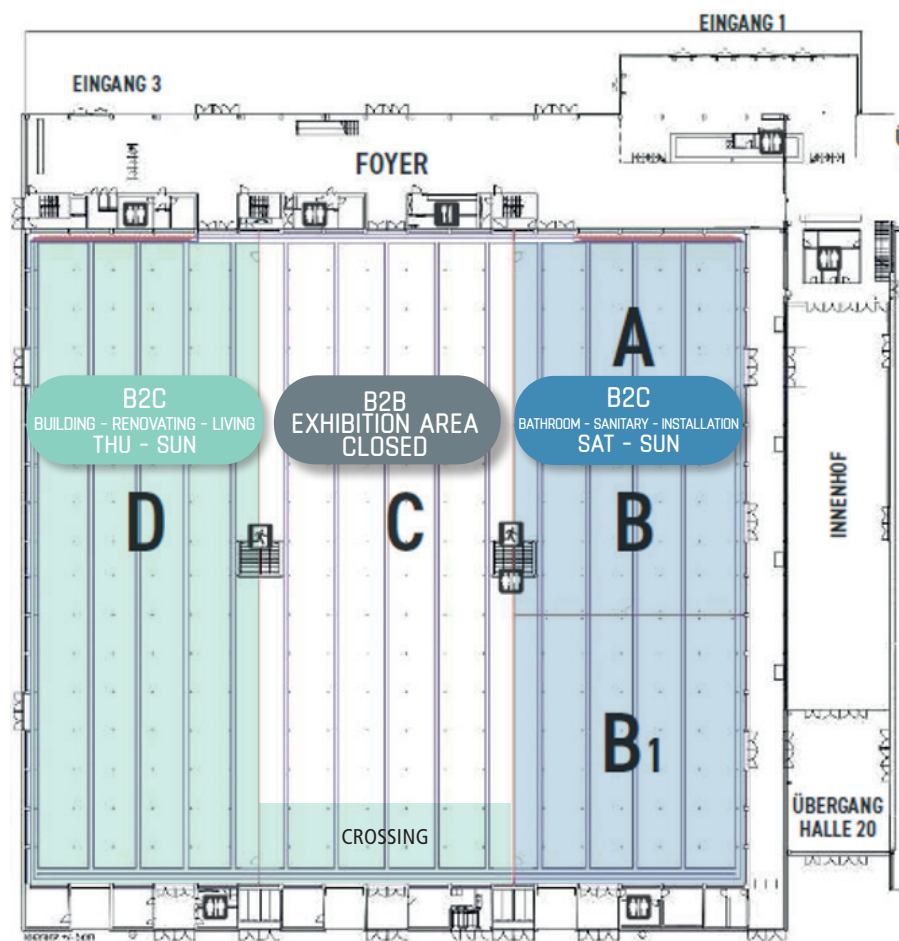 EINGANG 1
EINGANG 3
FOYER
A
B2C
BUILDING - RENOVATING - LIVING
THU - SUN
B2B
EXHIBITION AREA
CLOSED
B2C
BATHROOM - SANITARY - INSTALLATION
SAT - SUN
D
C
B
INNENHOF
B1
ÜBERGANG
HALLE 20
CROSSING